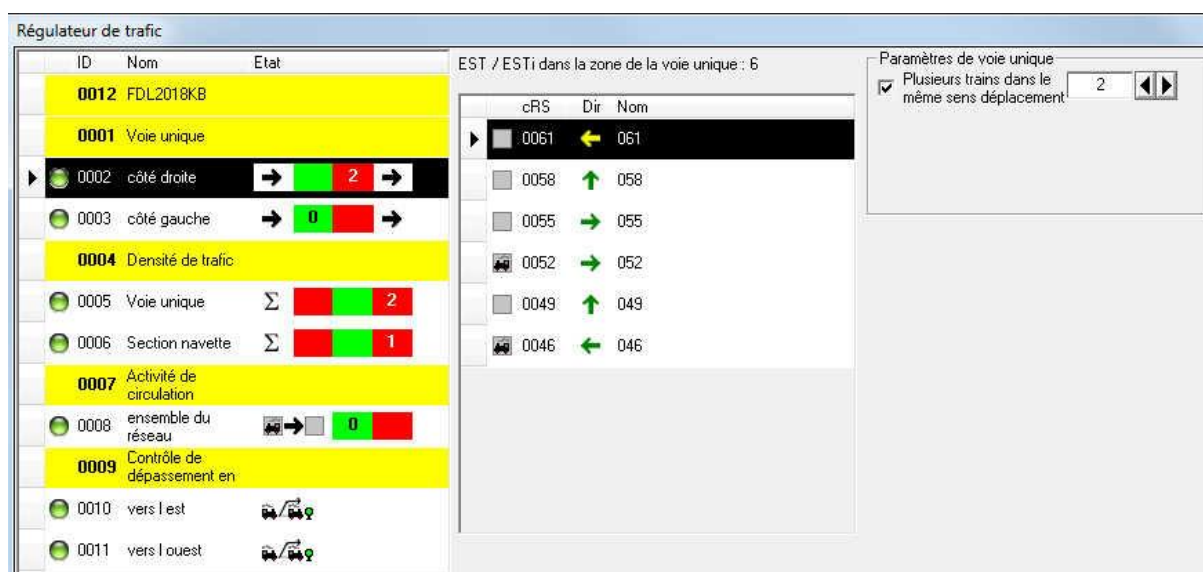 Régulateur de trafic
ID Nom Etat
0012 FDL2018KB
0001 Voie unique
0002 côté droite 2
0003 côté gauche 0
0004 Densité de trafic
0005 Voie unique Σ 2
0006 Section navette Σ 1
0007 Activité de
circulation
0008 ensemble du
réseau 0
0009 Contrôle de
dépassement en
0010 vers l est
0011 vers l ouest
EST / ESTi dans la zone de la voie unique : 6
cRS Dir Nom
0061 061
0058 058
0055 055
0052 052
0049 049
0046 046
Paramètres de voie unique
Plusieurs trains dans le
même sens déplacement 2